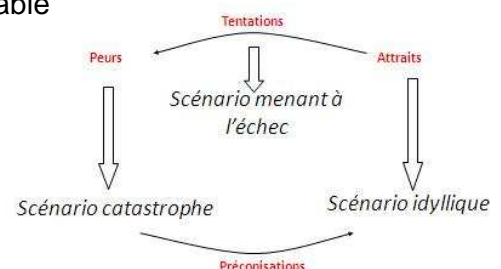 able
Tentations
Peurs
Attraits
Scénario menant à
l'échec
Scénario catastrophe
Scénario idyllique
Préconisations